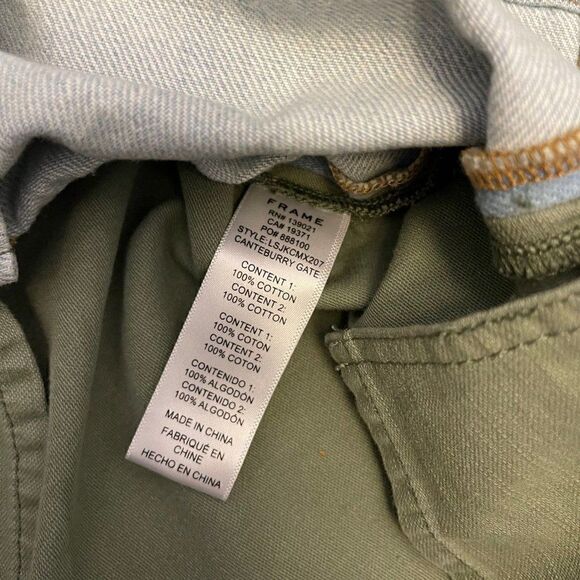 FRAME
RN# 139021
CA# 19371
PO# 888100
STYLE: LSJKCMX207
CANTEBURRY GATE
CONTENT 1:
100% COTTON
CONTENT 2:
100% COTTON
CONTENT 1:
100% COTON
CONTENT 2:
100% COTON
CONTENIDO 1:
100% ALGODÓN
CONTENIDO 2:
100% ALGODÓN
MADE IN CHINA
FABRIQUÉ EN
CHINE
HECHO EN CHINA